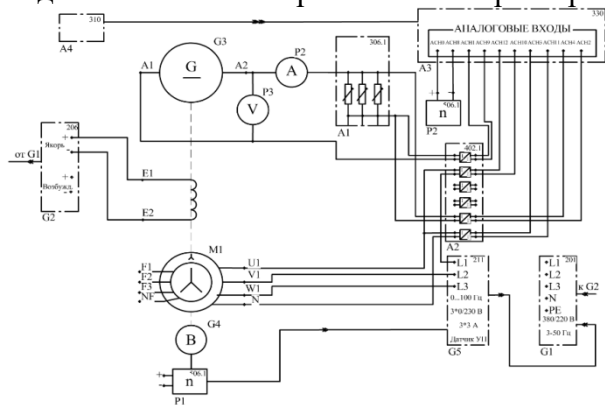 310
A4
330
АНАЛОГОВЫЕ ВХОДЫ
A3
G3
306.1
P2
A1
G
A2
A
P3
V
A1
+
-
n
506.1
P2
206
+
Якорь
-
от G1
+
Возбужд.
-
G2
E1
E2
402.1
A2
M1
F1
F2
F3
NF
U1
V1
W1
N
211
L1
L2
L3
0...100 Гц
3*0/230 В
3*3 А
Датчик УП
G5
201
L1
L2
L3
N
PE
380/220 В
3-50 Гц
G1
к G2
G4
B
+
-
n
506.1
P1